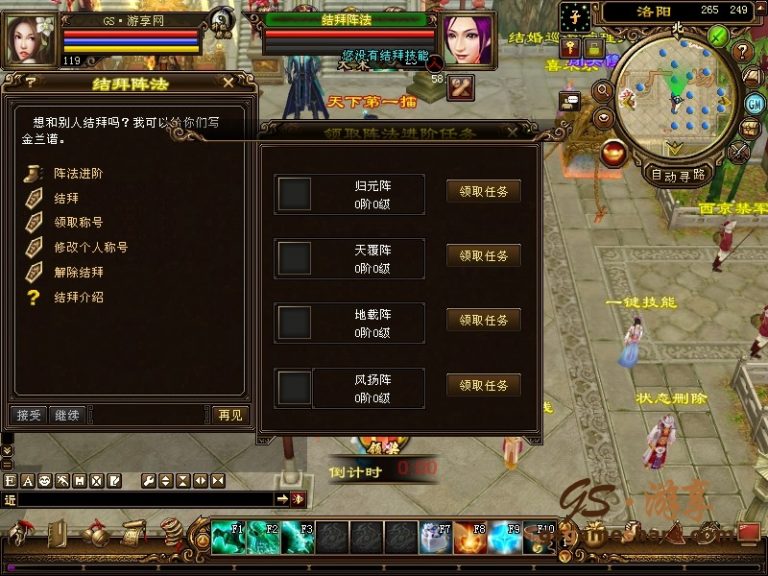 GS·游享网
119
结拜阵法
您没有结拜技能
58
结拜阵法
想和别人结拜吗？我可以给你们写
金兰谱。
阵法进阶
结拜
领取称号
修改个人称号
解除结拜
结拜介绍
接受
继续
再见
领取阵法进阶任务
归元阵
0阶0级
领取任务
天覆阵
0阶0级
领取任务
地载阵
0阶0级
领取任务
风扬阵
0阶0级
领取任务
天下第一擂
洛阳
265 249
北
GM
自动寻路
西京禁军
一键技能
状态删除
领奖
倒计时 0:00
近
F1
F2
F3
F7
F8
F9
F10
GS·游享